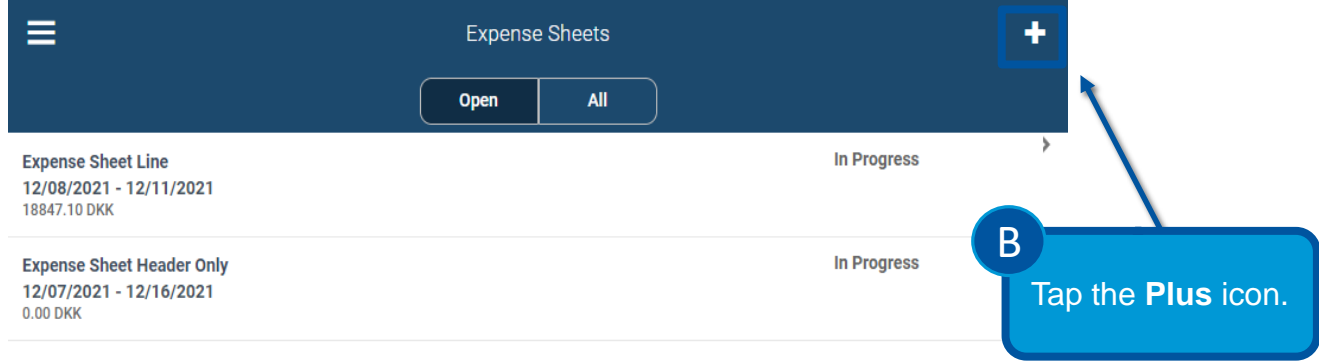 Expense Sheets
Open All
Expense Sheet Line In Progress
12/08/2021 - 12/11/2021
18847.10 DKK
Expense Sheet Header Only In Progress
12/07/2021 - 12/16/2021
0.00 DKK
B
Tap the Plus icon.